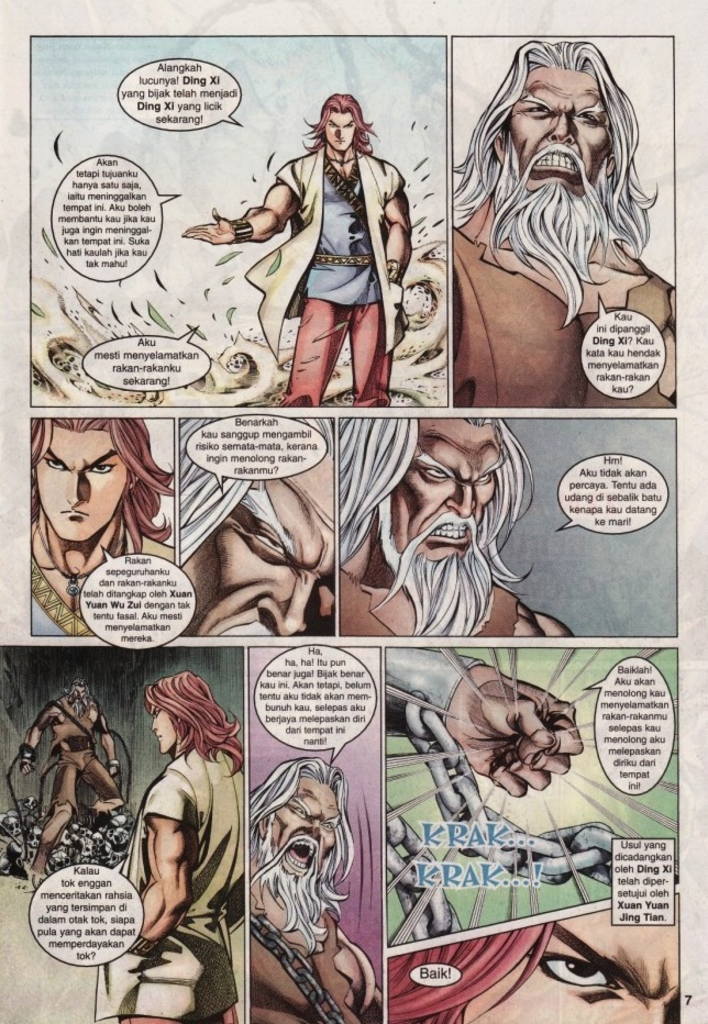 Alangkah
lucunya! Ding Xi
yang bijak telah menjadi
Ding Xi yang licik
sekarang!
Akan
tetapi tujuanku
hanya satu saja,
iaitu meninggalkan
tempat ini. Aku boleh
membantu kau jika kau
ingin meninggal-
kan tempat ini. Suka
hati kaulah jika kau
tak mahu!
Aku
mesti menyelamatkan
rakan-rakanku
sekarang!
Kau
ini dipanggil
Ding Xi? Kau
kata kau hendak
menyelamatkan
rakan-rakan
kau?
Rakan
sepeguruhanku
dan rakan-rakanku
telah ditangkap oleh Xuan
Yuan Wu Zui dengan tak
tentu fasal. Aku mesti
menyelamatkan
mereka.
Benarkah
kau sanggup mengambil
risiko semata-mata, kerana
ingin menolong rakan-
rakanmu?
Hm!
Aku tidak akan
percaya. Tentu ada
udang di sebalik batu
kenapa kau datang
ke mari!
Kalau
tok enggan
menceritakan rahsia
yang tersimpan di
dalam otak tok, siapa
pula yang akan dapat
memperdayakan
tok?
Ha,
ha, ha! Itu pun
benar juga! Bijak benar
kau ini. Akan tetapi, belum
tentu aku tidak akan mem-
bunuh kau, selepas aku
berjaya melepaskan diri
dari tempat ini
nanti!
Baiklah!
Aku akan
menolong kau
menyelamatkan
rakan-rakanmu
selepas kau
menolong aku
melepaskan
diriku dari
tempat
ini!
KRAK...
KRAK...!
Usul yang
dicadangkan
oleh Ding Xi
telah diper-
setujui oleh
Xuan Yuan
Jing Tian.
Baik!
7